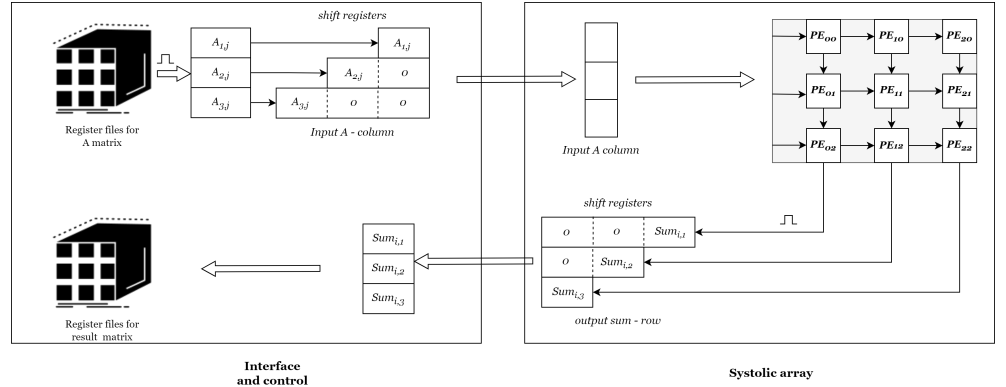 shift registers
A1,j
A1,j
A2,j
A2,j
0
A3,j
A3,j
0
0
Input A - column
Register files for
A matrix
Input A column
PE00
PE10
PE20
PE01
PE11
PE21
PE02
PE12
PE22
shift registers
0
0
Sumi,1
0
Sumi,2
Sumi,3
output sum - row
Sumi,1
Sumi,2
Sumi,3
Register files for
result matrix
Interface
and control
Systolic array